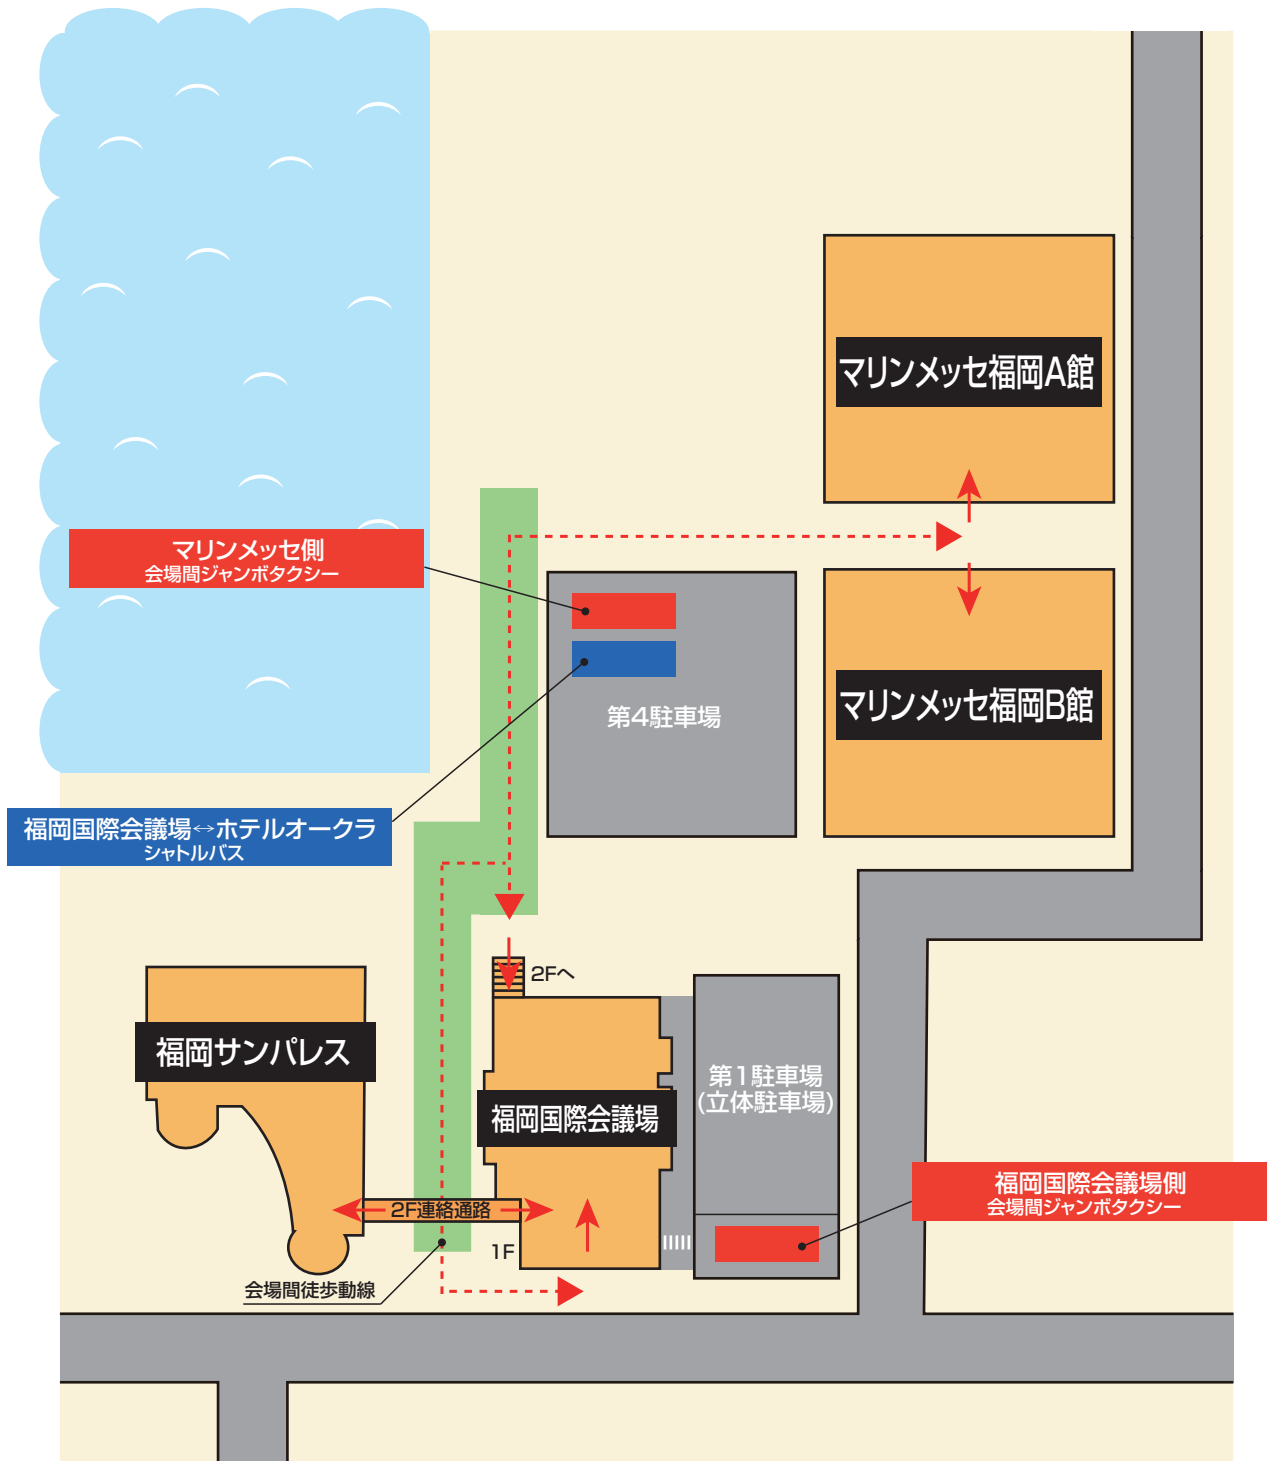 マリンメッセ福岡A館
マリンメッセ側
会場間ジャンボタクシー
マリンメッセ福岡B館
第4駐車場
福岡国際会議場↔ホテルオークラ
シャトルバス
2Fへ
福岡サンパレス
第1駐車場
(立体駐車場)
福岡国際会議場
福岡国際会議場側
会場間ジャンボタクシー
2F連絡通路
1F
会場間徒歩動線